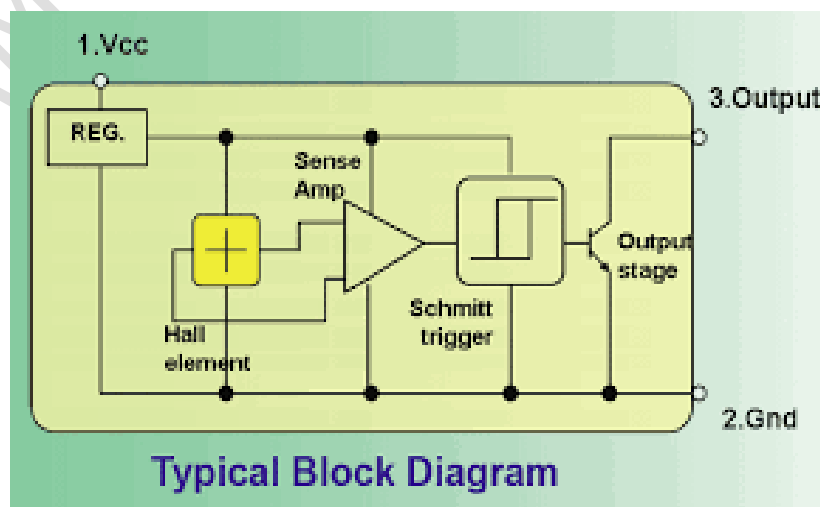 1.Vcc
3.Output
REG.
Sense
Amp
Output
stage
Schmitt
trigger
Hall
element
2.Gnd
Typical Block Diagram